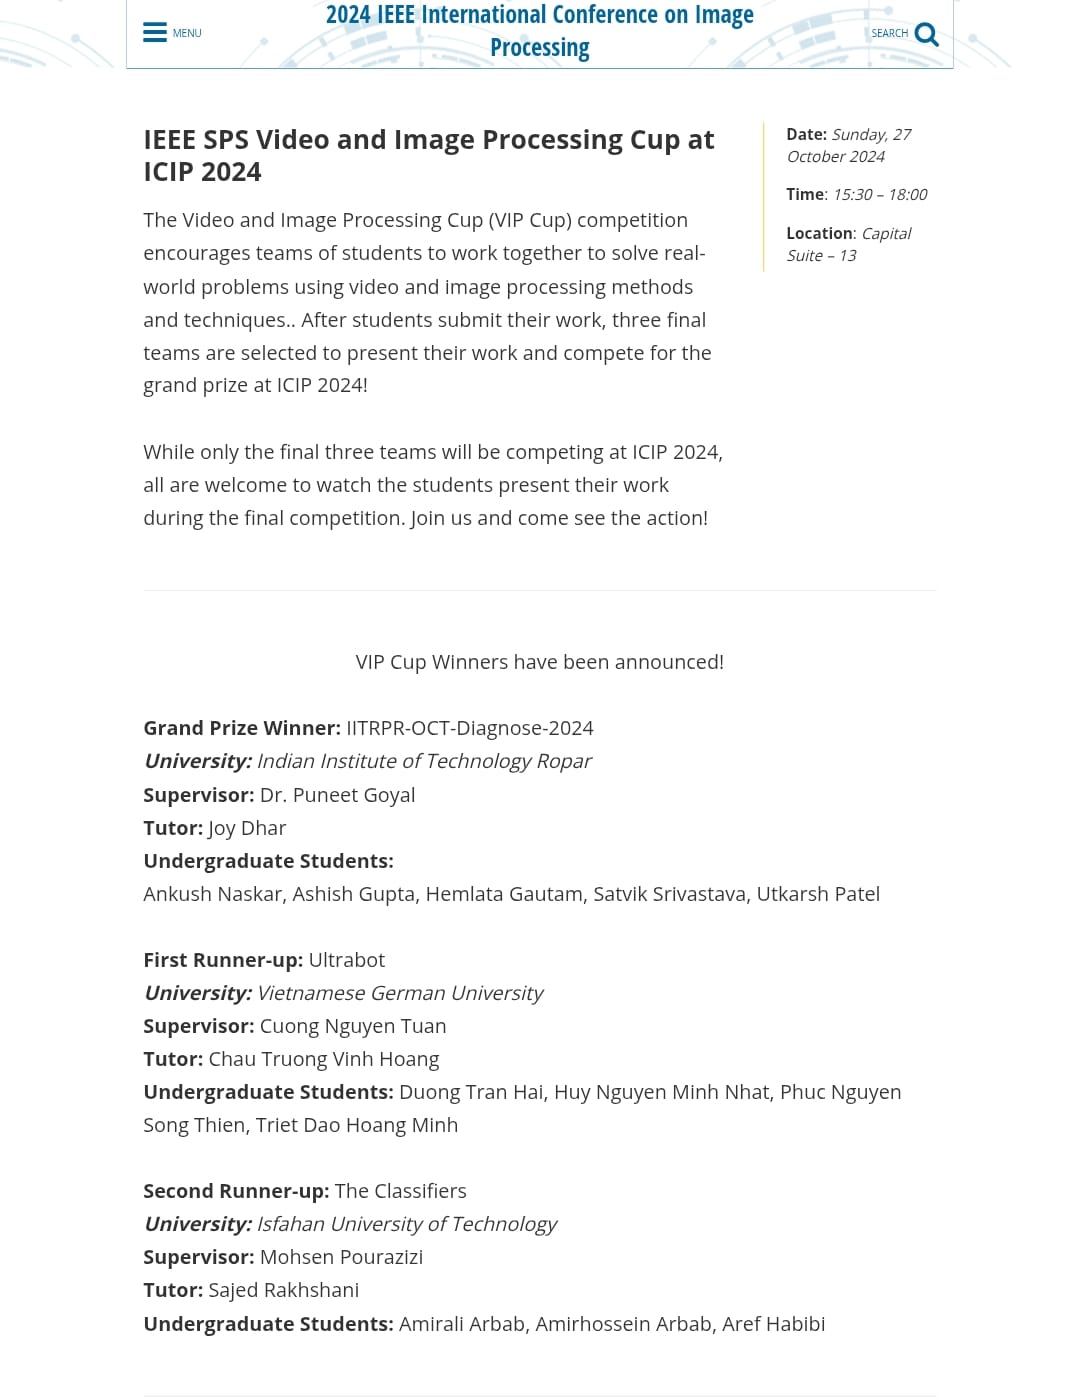 MENU
2024 IEEE International Conference on Image
Processing
SEARCH
IEEE SPS Video and Image Processing Cup at
ICIP 2024
The Video and Image Processing Cup (VIP Cup) competition
encourages teams of students to work together to solve real-
world problems using video and image processing methods
and techniques.. After students submit their work, three final
teams are selected to present their work and compete for the
grand prize at ICIP 2024!
While only the final three teams will be competing at ICIP 2024,
all are welcome to watch the students present their work
during the final competition. Join us and come see the action!
Date: Sunday, 27
October 2024
Time: 15:30 – 18:00
Location: Capital
Suite – 13
VIP Cup Winners have been announced!
Grand Prize Winner: IITRPR-OCT-Diagnose-2024
University: Indian Institute of Technology Ropar
Supervisor: Dr. Puneet Goyal
Tutor: Joy Dhar
Undergraduate Students:
Ankush Naskar, Ashish Gupta, Hemlata Gautam, Satvik Srivastava, Utkarsh Patel
First Runner-up: Ultrabot
University: Vietnamese German University
Supervisor: Cuong Nguyen Tuan
Tutor: Chau Truong Vinh Hoang
Undergraduate Students: Duong Tran Hai, Huy Nguyen Minh Nhat, Phuc Nguyen
Song Thien, Triet Dao Hoang Minh
Second Runner-up: The Classifiers
University: Isfahan University of Technology
Supervisor: Mohsen Pourazizi
Tutor: Sajed Rakhshani
Undergraduate Students: Amirali Arbab, Amirhossein Arbab, Aref Habibi